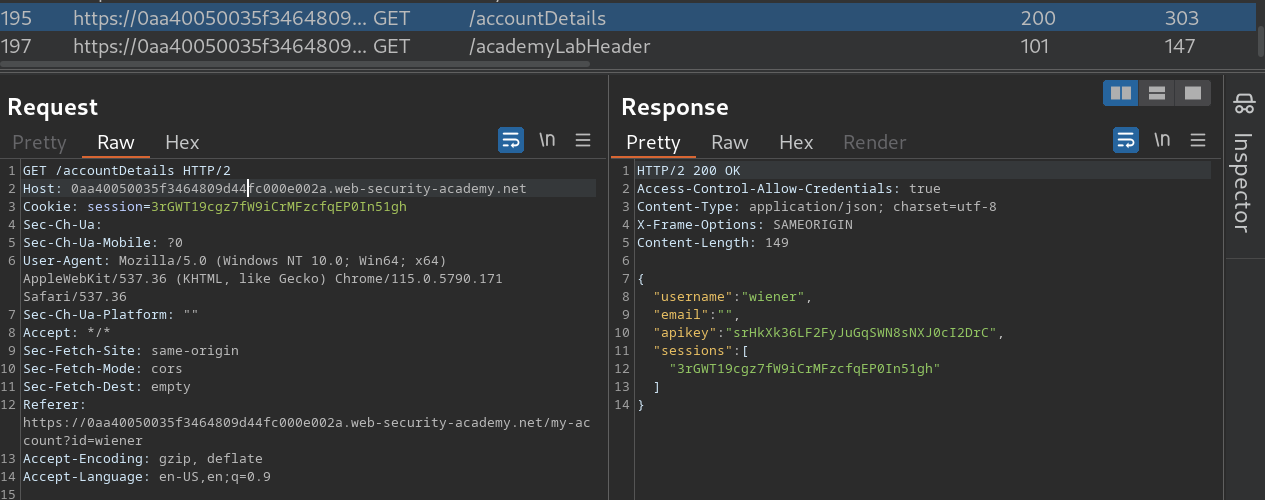 195 https://0aa40050035f3464809... GET /accountDetails 200 303
197 https://0aa40050035f3464809... GET /academyLabHeader 101 147
Request
Pretty Raw Hex \n
1 GET /accountDetails HTTP/2
2 Host: 0aa40050035f3464809d44fc000e002a.web-security-academy.net
3 Cookie: session=3rGWT19cgz7fW9iCrMFzcfqEP0In51gh
4 Sec-Ch-Ua:
5 Sec-Ch-Ua-Mobile: ?0
6 User-Agent: Mozilla/5.0 (Windows NT 10.0; Win64; x64)
AppleWebKit/537.36 (KHTML, like Gecko) Chrome/115.0.5790.171
Safari/537.36
7 Sec-Ch-Ua-Platform: ""
8 Accept: */*
9 Sec-Fetch-Site: same-origin
10 Sec-Fetch-Mode: cors
11 Sec-Fetch-Dest: empty
12 Referer:
https://0aa40050035f3464809d44fc000e002a.web-security-academy.net/my-ac
count?id=wiener
13 Accept-Encoding: gzip, deflate
14 Accept-Language: en-US,en;q=0.9
15
Response
Pretty Raw Hex Render \n
1 HTTP/2 200 OK
2 Access-Control-Allow-Credentials: true
3 Content-Type: application/json; charset=utf-8
4 X-Frame-Options: SAMEORIGIN
5 Content-Length: 149
6
7 {
8 "username":"wiener",
9 "email":"",
10 "apikey":"srHkXk36LF2FyJuGqSWN8sNXJ0cI2DrC",
11 "sessions":[
12 "3rGWT19cgz7fW9iCrMFzcfqEP0In51gh"
13 ]
14 }
Inspector